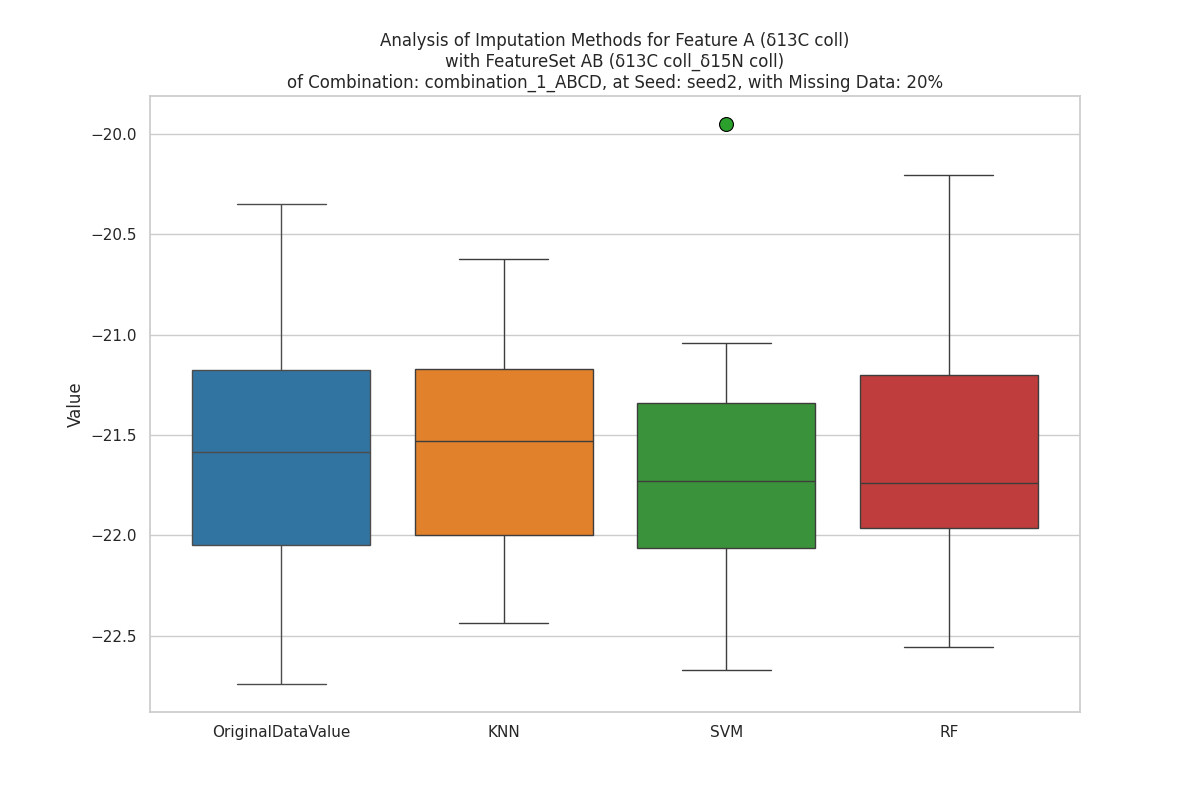 Analysis of Imputation Methods for Feature A (δ13C coll)
with FeatureSet AB (δ13C coll_δ15N coll)
of Combination: combination_1_ABCD, at Seed: seed2, with Missing Data: 20%
Value
−20.0
−20.5
−21.0
−21.5
−22.0
−22.5
OriginalDataValue
KNN
SVM
RF